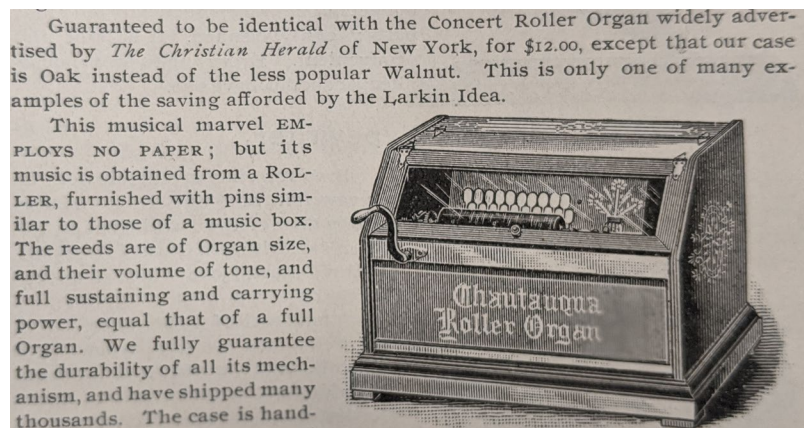 Guaranteed to be identical with the Concert Roller Organ widely adver-
tised by The Christian Herald of New York, for $12.00, except that our case
is Oak instead of the less popular Walnut. This is only one of many ex-
amples of the saving afforded by the Larkin Idea.
This musical marvel EM-
PLOYS NO PAPER; but its
music is obtained from a ROL-
LER, furnished with pins sim-
ilar to those of a music box.
The reeds are of Organ size,
and their volume of tone, and
full sustaining and carrying
power, equal that of a full
Organ. We fully guarantee
the durability of all its mech-
anism, and have shipped many
thousands. The case is hand-
Chautauqua
Roller Organ